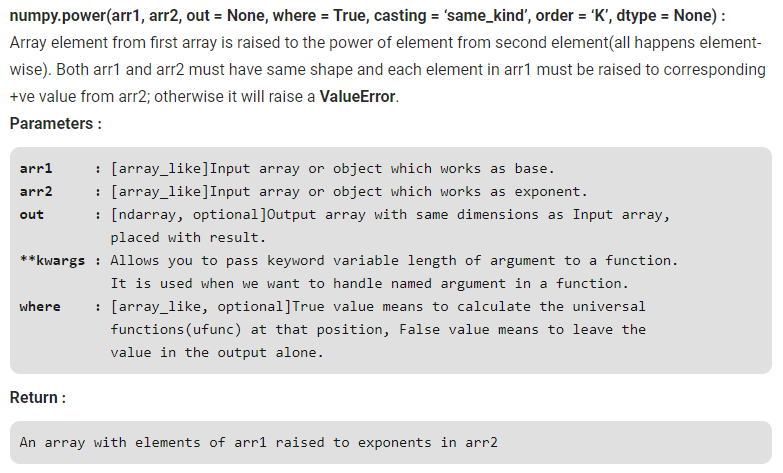 numpy.power(arr1, arr2, out = None, where = True, casting = ‘same_kind’, order = ‘K’, dtype = None) :
Array element from first array is raised to the power of element from second element(all happens element-
wise). Both arr1 and arr2 must have same shape and each element in arr1 must be raised to corresponding
+ve value from arr2; otherwise it will raise a ValueError.
Parameters :
arr1     : [array_like]Input array or object which works as base.
arr2     : [array_like]Input array or object which works as exponent.
out      : [ndarray, optional]Output array with same dimensions as Input array,
placed with result.
**kwargs : Allows you to pass keyword variable length of argument to a function.
It is used when we want to handle named argument in a function.
where    : [array_like, optional]True value means to calculate the universal
functions(ufunc) at that position, False value means to leave the
value in the output alone.
Return :
An array with elements of arr1 raised to exponents in arr2